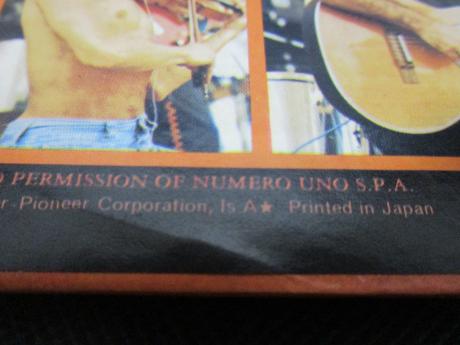 PERMISSION OF NUMERO UNO S.P.A.
r-Pioneer Corporation, Is A★ Printed in Japan